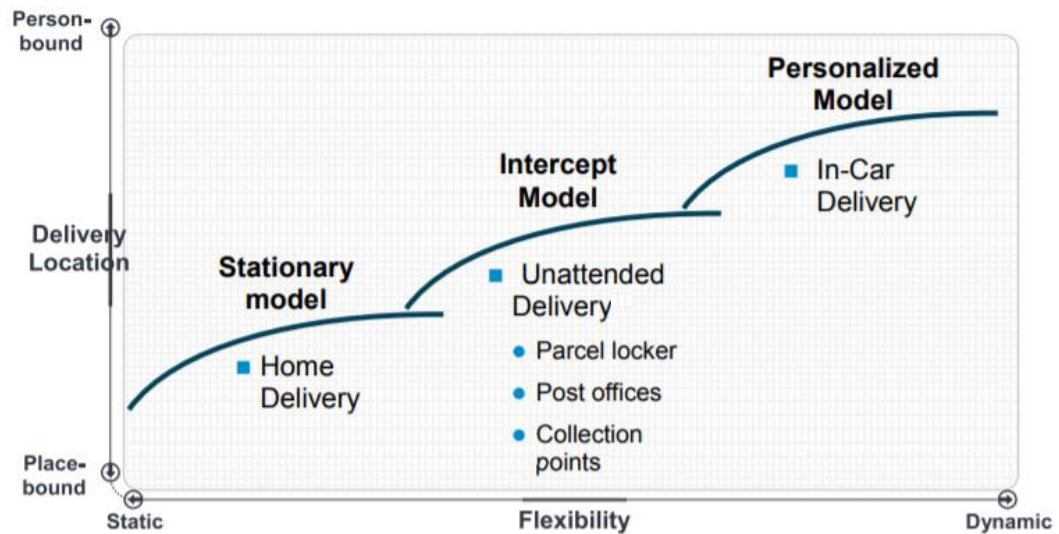 Person-
bound
Personalized
Model
In-Car
Delivery
Intercept
Model
Unattended
Delivery
Parcel locker
Post offices
Collection
points
Delivery
Location
Stationary
model
Home
Delivery
Place-
bound
Static
Flexibility
Dynamic